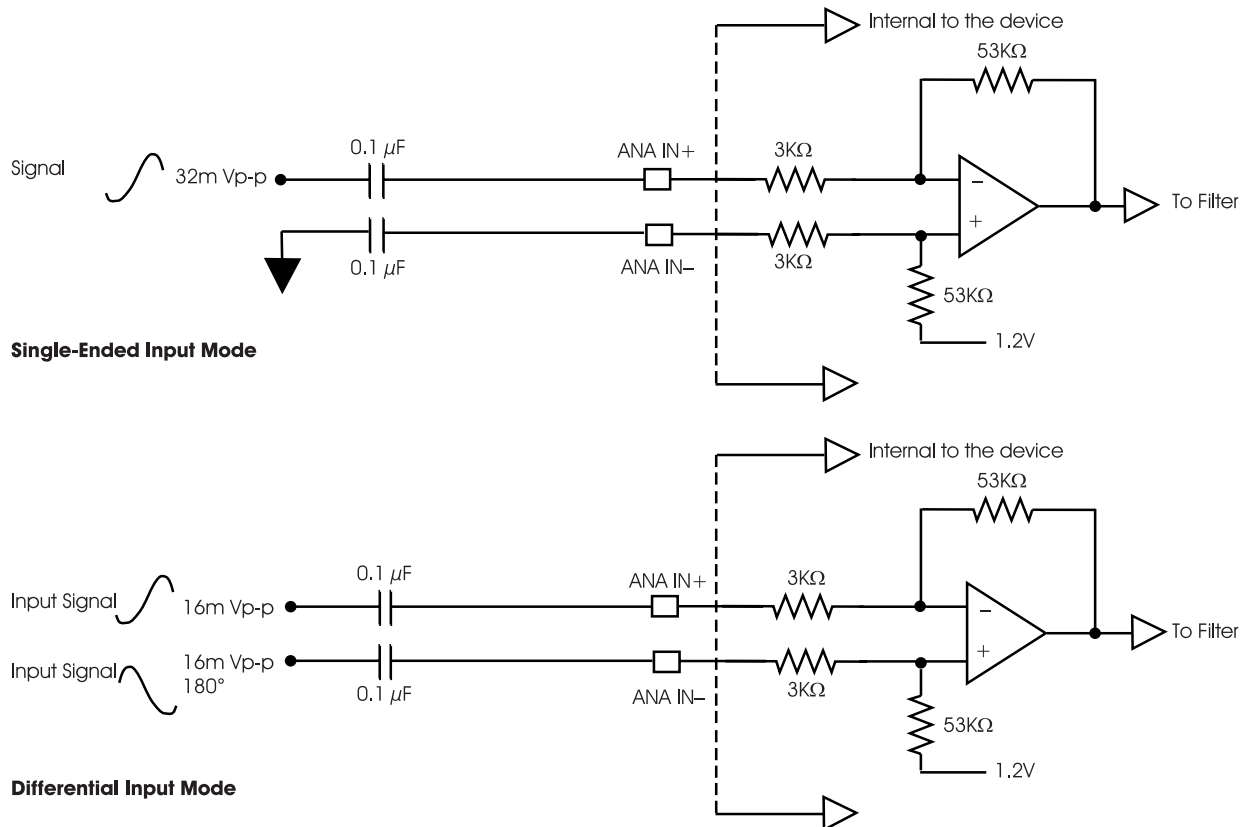 Internal to the device
53KΩ
0.1 µF
ANA IN+
3KΩ
Signal
32m Vp-p
−
+
To Filter
0.1 µF
ANA IN−
3KΩ
53KΩ
1.2V
Single-Ended Input Mode
Internal to the device
53KΩ
0.1 µF
ANA IN+
3KΩ
Input Signal
16m Vp-p
−
+
To Filter
Input Signal
16m Vp-p
180°
0.1 µF
ANA IN−
3KΩ
53KΩ
1.2V
Differential Input Mode